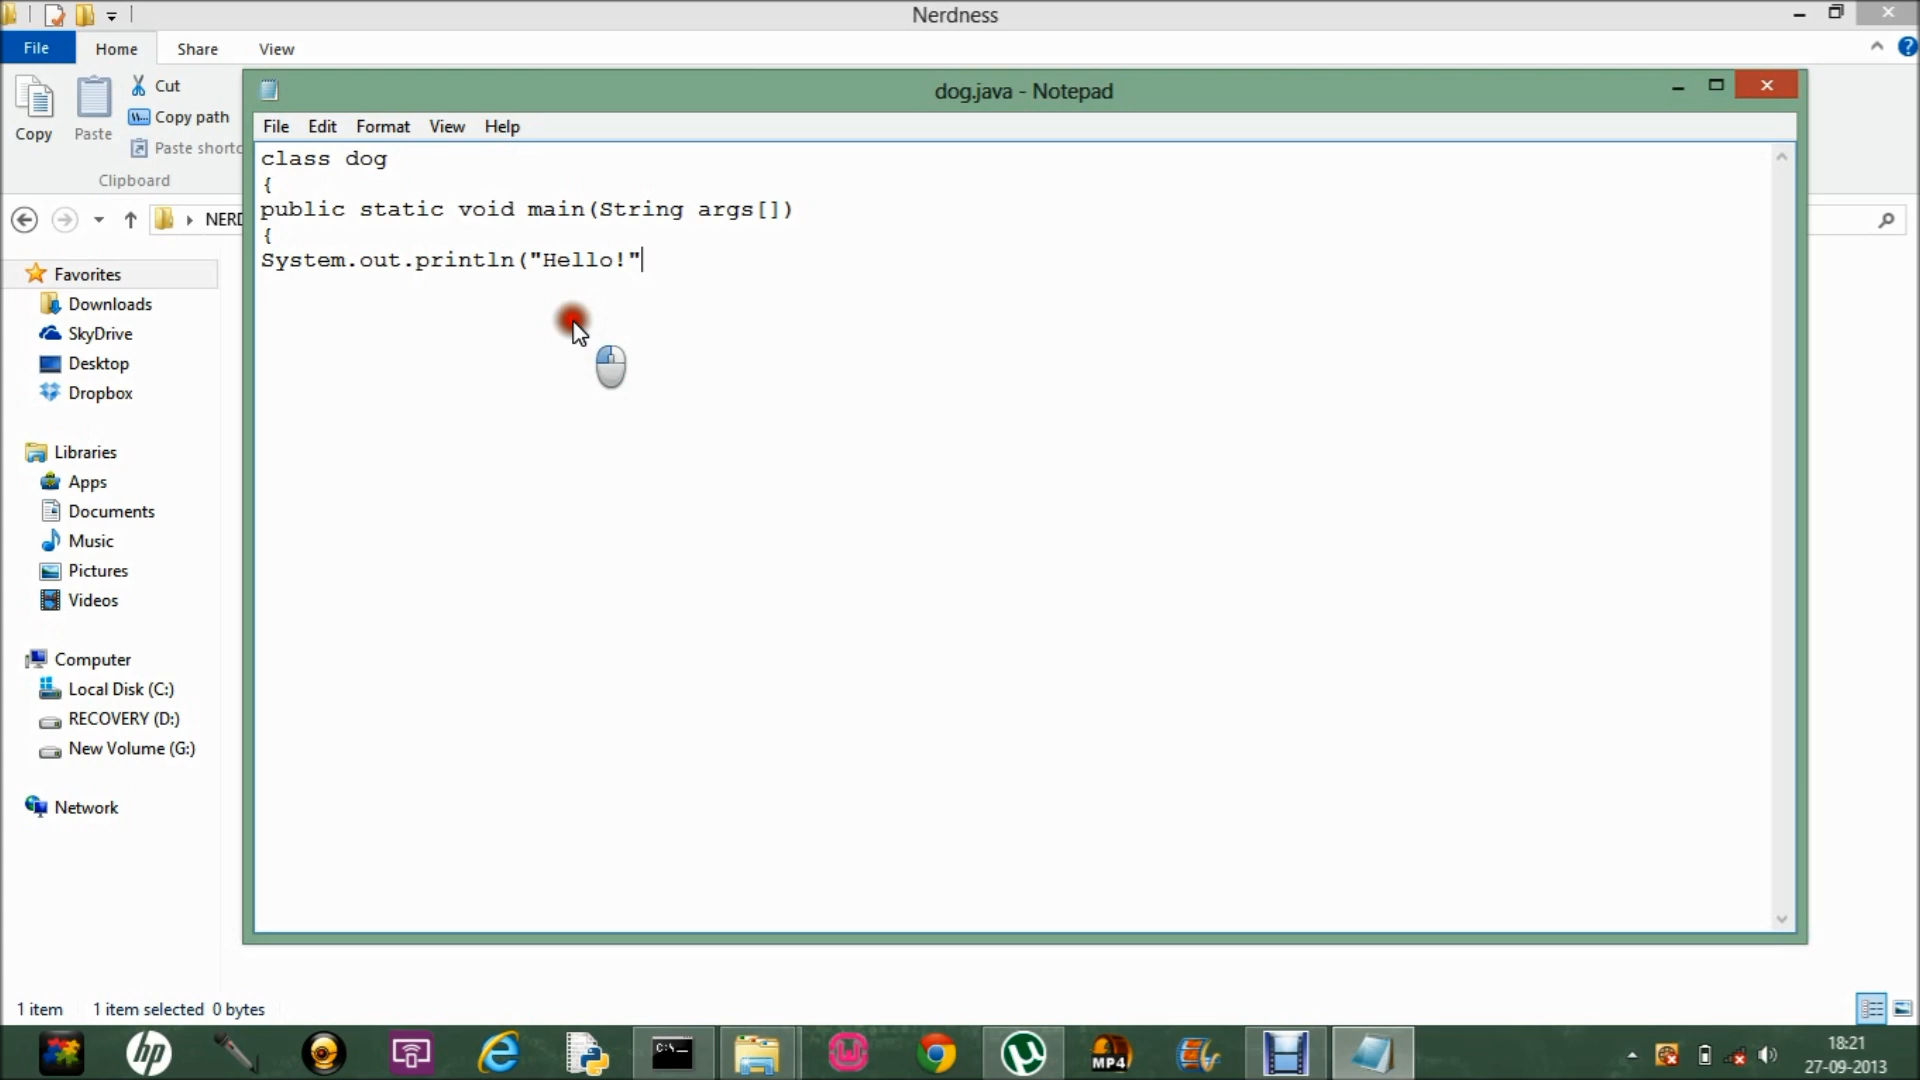 Nerdness
File Home Share View
Copy
Paste
Cut
Copy path
Paste shortc
Clipboard
dog.java - Notepad
File Edit Format View Help
class dog
{
public static void main(String args[])
{
System.out.println("Hello!"
NERD
Favorites
Downloads
SkyDrive
Desktop
Dropbox
Libraries
Apps
Documents
Music
Pictures
Videos
Computer
Local Disk (C:)
RECOVERY (D:)
New Volume (G:)
Network
1 item 1 item selected 0 bytes
hp
C:\
MP4
18:21
27-09-2013